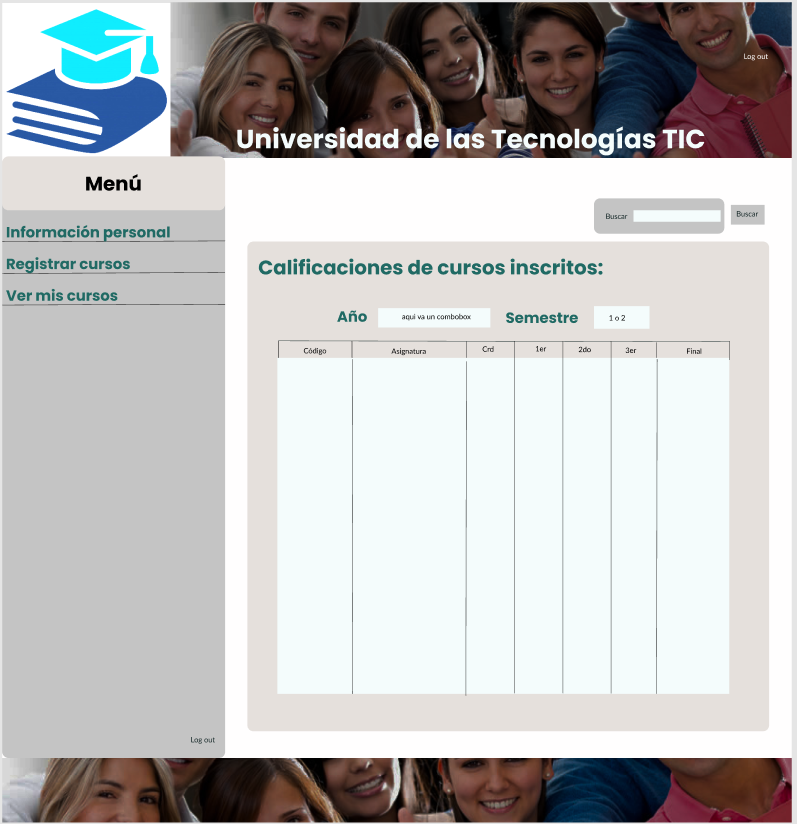 Log out
Universidad de las Tecnologías TIC
Menú
Información personal
Registrar cursos
Ver mis cursos
Log out
Buscar
Buscar
Calificaciones de cursos inscritos:
Año aqui va un combobox Semestre 1 o 2
Código Asignatura Crd 1er 2do 3er Final